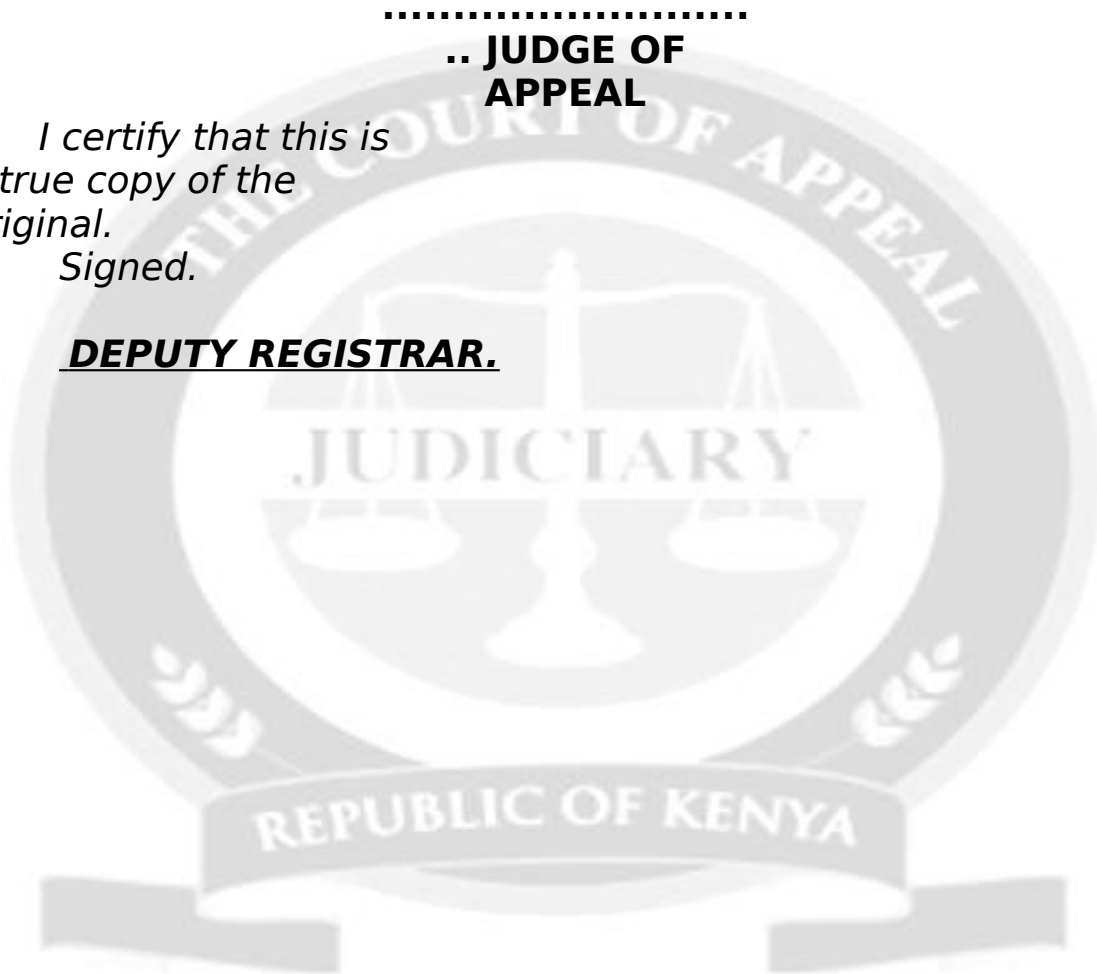 ..........................
.. JUDGE OF
APPEAL
I certify that this is
true copy of the
riginal.
Signed.
DEPUTY REGISTRAR.
THE COURT OF APPEAL
JUDICIARY
REPUBLIC OF KENYA